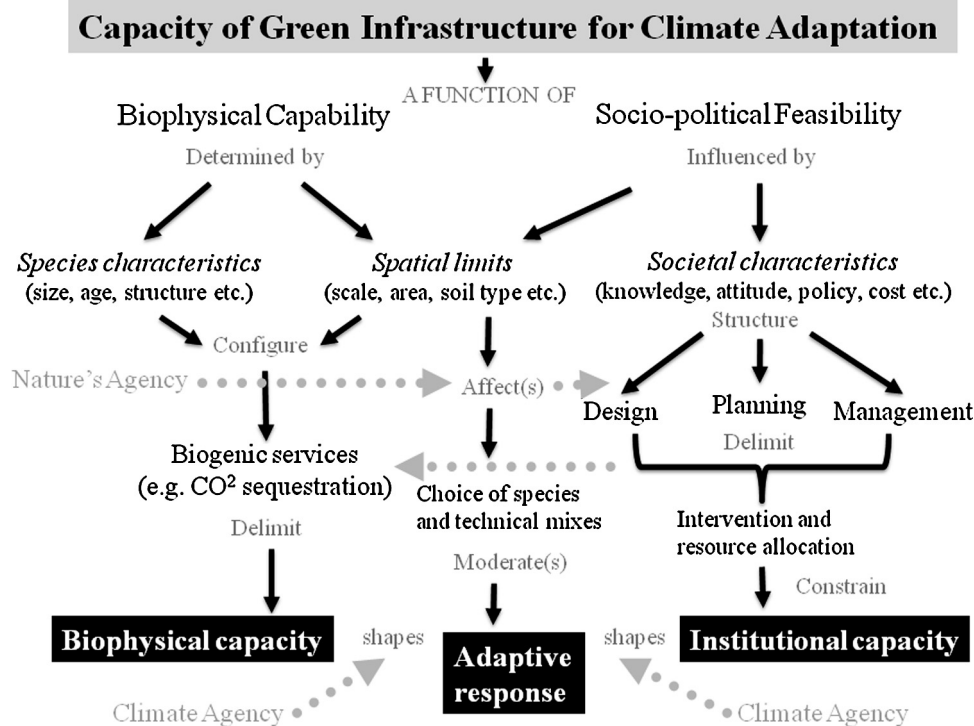 Capacity of Green Infrastructure for Climate Adaptation
A FUNCTION OF
Biophysical Capability
Socio-political Feasibility
Determined by
Influenced by
Species characteristics
(size, age, structure etc.)
Spatial limits
(scale, area, soil type etc.)
Societal characteristics
(knowledge, attitude, policy, cost etc.)
Structure
Configure
Nature's Agency
Affect(s)
Design
Planning
Management
Delimit
Biogenic services
(e.g. CO² sequestration)
Choice of species
and technical mixes
Intervention and
resource allocation
Delimit
Moderate(s)
Constrain
Biophysical capacity
shapes
Adaptive
response
shapes
Institutional capacity
Climate Agency
Climate Agency